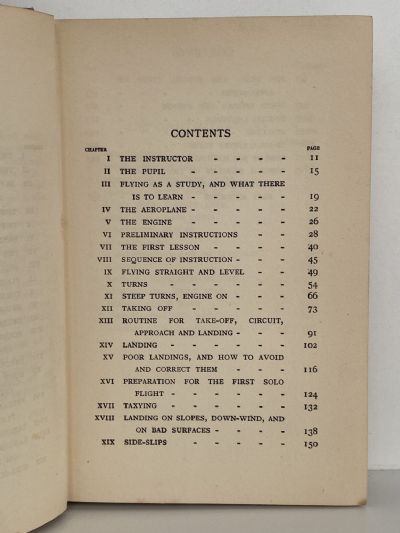 CONTENTS
CHAPTER PAGE
I THE INSTRUCTOR - - - - 11
II THE PUPIL - - - - - 15
III FLYING AS A STUDY, AND WHAT THERE
IS TO LEARN - - - - - 19
IV THE AEROPLANE - - - - 22
V THE ENGINE - - - - 26
VI PRELIMINARY INSTRUCTIONS - - 28
VII THE FIRST LESSON - - - 40
VIII SEQUENCE OF INSTRUCTION - - - 45
IX FLYING STRAIGHT AND LEVEL - - 49
X TURNS - - - - - - 54
XI STEEP TURNS, ENGINE ON - - - 66
XII TAKING OFF - - - - 73
XIII ROUTINE FOR TAKE-OFF, CIRCUIT,
APPROACH AND LANDING - - - 91
XIV LANDING - - - - - 102
XV POOR LANDINGS, AND HOW TO AVOID
AND CORRECT THEM - - - - 116
XVI PREPARATION FOR THE FIRST SOLO
FLIGHT - - - - - - 124
XVII TAXYING - - - - - 132
XVIII LANDING ON SLOPES, DOWN-WIND, AND
ON BAD SURFACES - - - - 138
XIX SIDE-SLIPS - - - - - 150